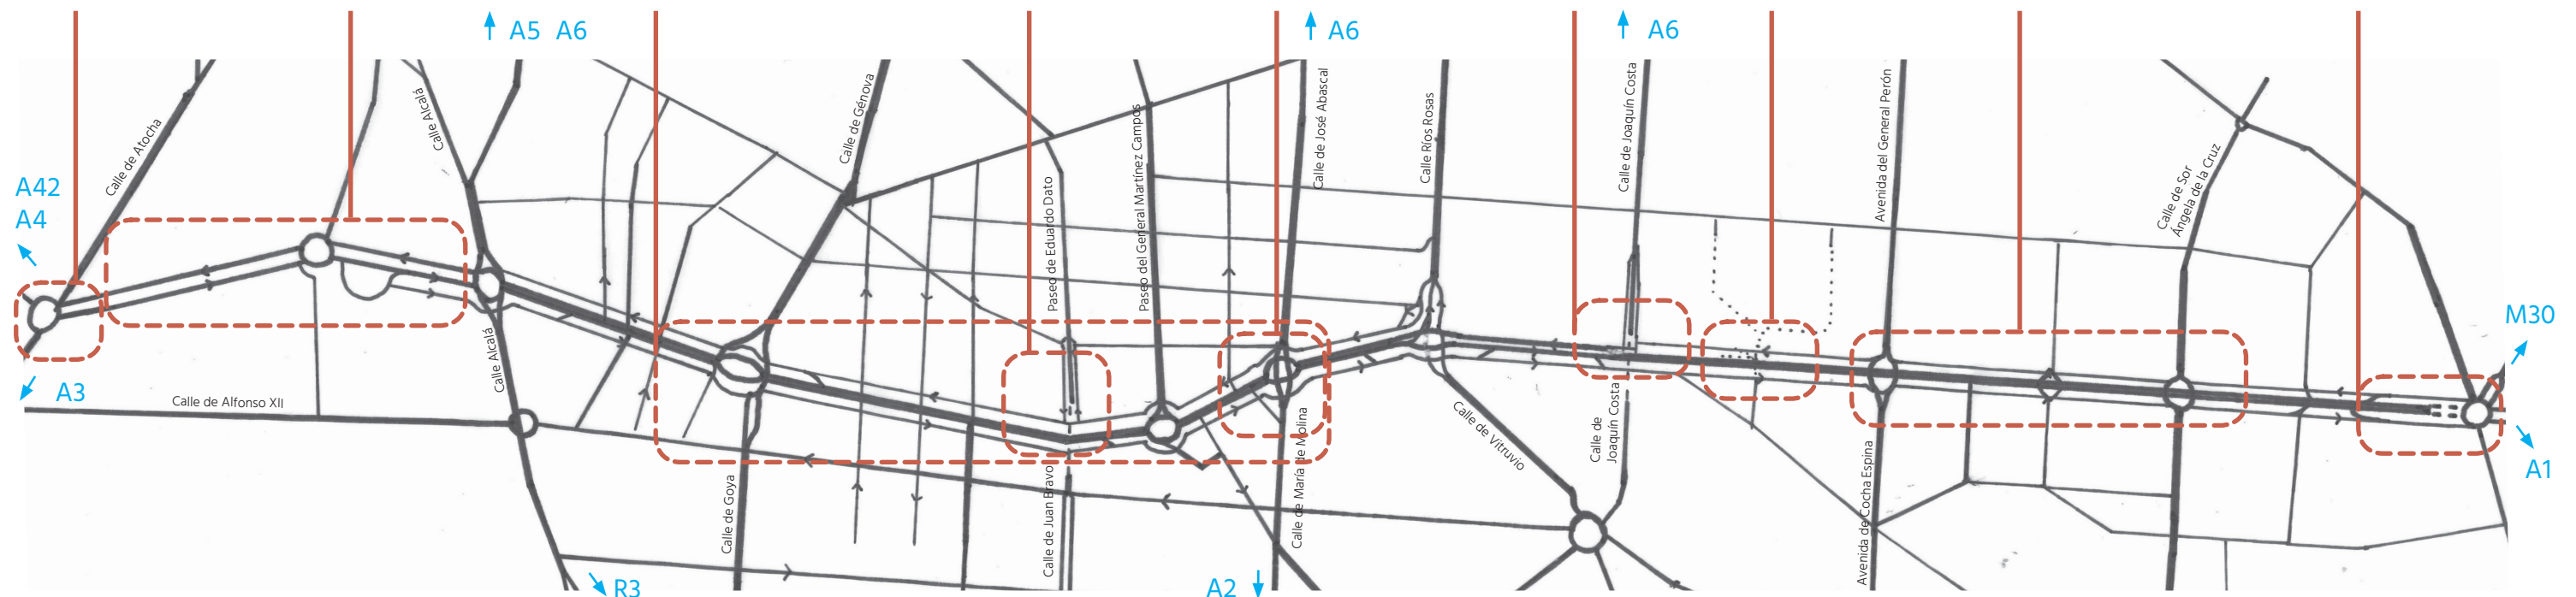 A5 A6
A6
A6
Calle de Atocha
Calle Alcalá
Calle de Génova
Paseo de Eduardo Dato
Paseo del General Martínez Campos
Calle de José Abascal
Calle Ríos Rosas
Calle de Joaquín Costa
Avenida del General Perón
Calle de Sor
Ángela de la Cruz
A42
A4
M30
A3
Calle de Alfonso XII
Calle Alcalá
Calle de Goya
Calle de Juan Bravo
Calle de María de Molina
Calle de Vitruvio
Calle de
Joaquín Costa
Avenida de Cocha Espina
A1
R3
A2